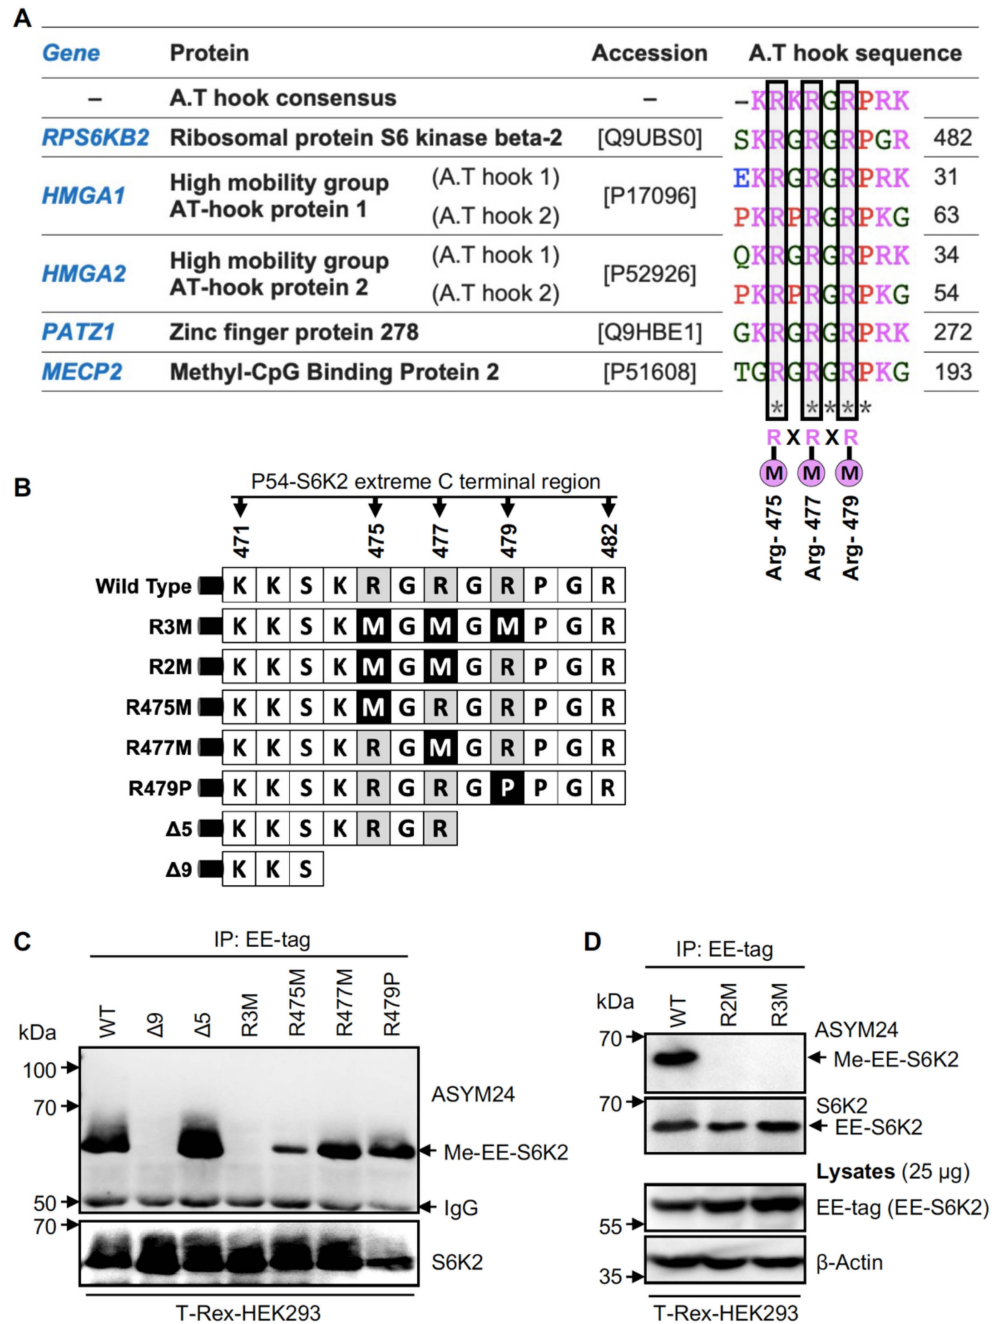 A
Gene Protein Accession A.T hook sequence
– A.T hook consensus – –KRKRGRPRK
RPS6KB2 Ribosomal protein S6 kinase beta-2 [Q9UBS0] SKRGRGRPGR 482
HMGA1 High mobility group AT-hook protein 1 (A.T hook 1) [P17096] EKRGRGRPRK 31
(A.T hook 2) PKRPRGRPKG 63
HMGA2 High mobility group AT-hook protein 2 (A.T hook 1) [P52926] QKRGRGRPRK 34
(A.T hook 2) PKRPRGRPKG 54
PATZ1 Zinc finger protein 278 [Q9HBE1] GKRGRGRPRK 272
MECP2 Methyl-CpG Binding Protein 2 [P51608] TGRGRGRPKG 193
* * * * *
R X R X R
M M M
Arg- 475 Arg- 477 Arg- 479
B
P54-S6K2 extreme C terminal region
471 475 477 479 482
Wild Type K K S K R G R G R P G R
R3M K K S K M G M G M P G R
R2M K K S K M G M G R P G R
R475M K K S K M G R G R P G R
R477M K K S K R G M G R P G R
R479P K K S K R G R G P P G R
Δ5 K K S K R G R
Δ9 K K S
C
IP: EE-tag
WT Δ9 Δ5 R3M R475M R477M R479P
kDa
100
70
ASYM24
Me-EE-S6K2
50
IgG
70
S6K2
T-Rex-HEK293
D
IP: EE-tag
kDa
WT R2M R3M
70
ASYM24
Me-EE-S6K2
70
S6K2
EE-S6K2
Lysates (25 µg)
EE-tag (EE-S6K2)
55
β-Actin
35
T-Rex-HEK293